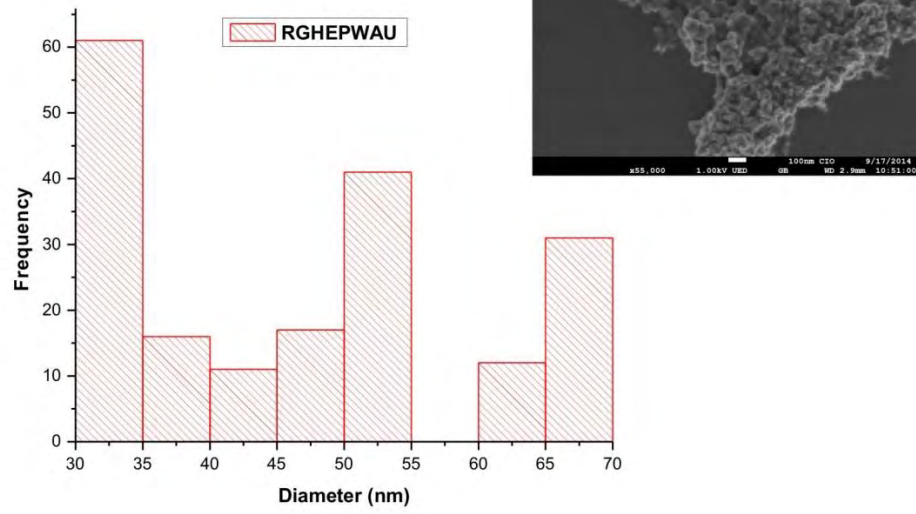 RGHEPWAU
60
50
40
30
20
10
0
Frequency
30 35 40 45 50 55 60 65 70
Diameter (nm)
100nm CIO 9/17/2014
x55,000 1.00kV UED GB WD 2.9mm 10:51:00